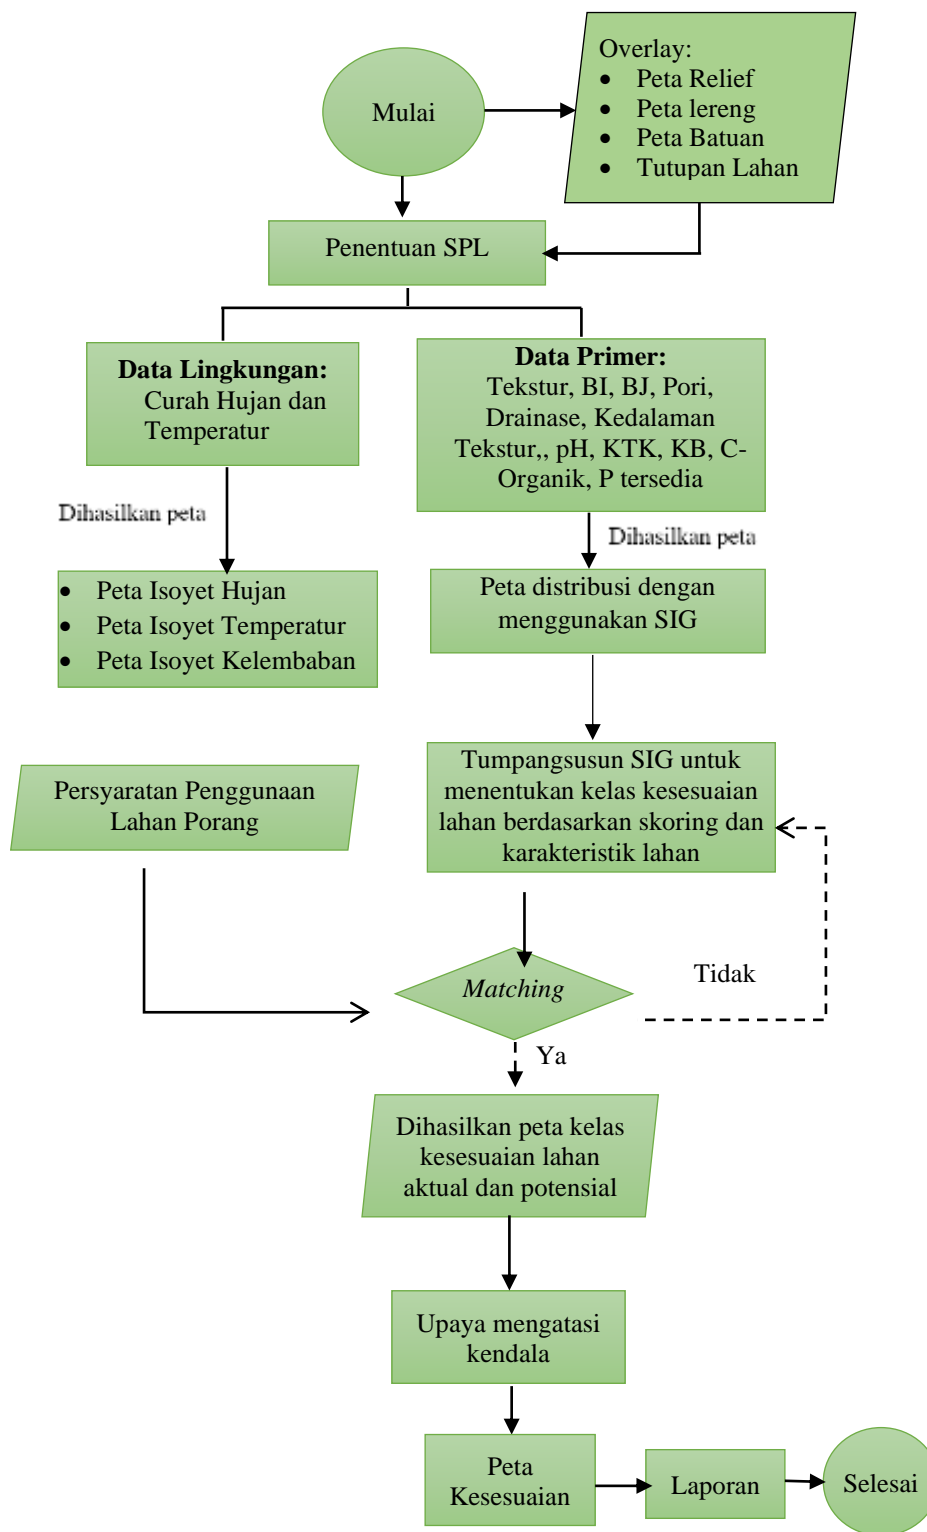 Mulai
Overlay:
• Peta Relief
• Peta lereng
• Peta Batuan
• Tutupan Lahan
Penentuan SPL
Data Lingkungan:
Curah Hujan dan
Temperatur
Data Primer:
Tekstur, BI, BJ, Pori,
Drainase, Kedalaman
Tekstur,, pH, KTK, KB, C-
Organik, P tersedia
Dihasilkan peta
Dihasilkan peta
• Peta Isoyet Hujan
• Peta Isoyet Temperatur
• Peta Isoyet Kelembaban
Peta distribusi dengan
menggunakan SIG
Persyaratan Penggunaan
Lahan Porang
Tumpangsusun SIG untuk
menentukan kelas kesesuaian
lahan berdasarkan skoring dan
karakteristik lahan
Matching
Tidak
Ya
Dihasilkan peta kelas
kesesuaian lahan
aktual dan potensial
Upaya mengatasi
kendala
Peta
Kesesuaian
Laporan
Selesai